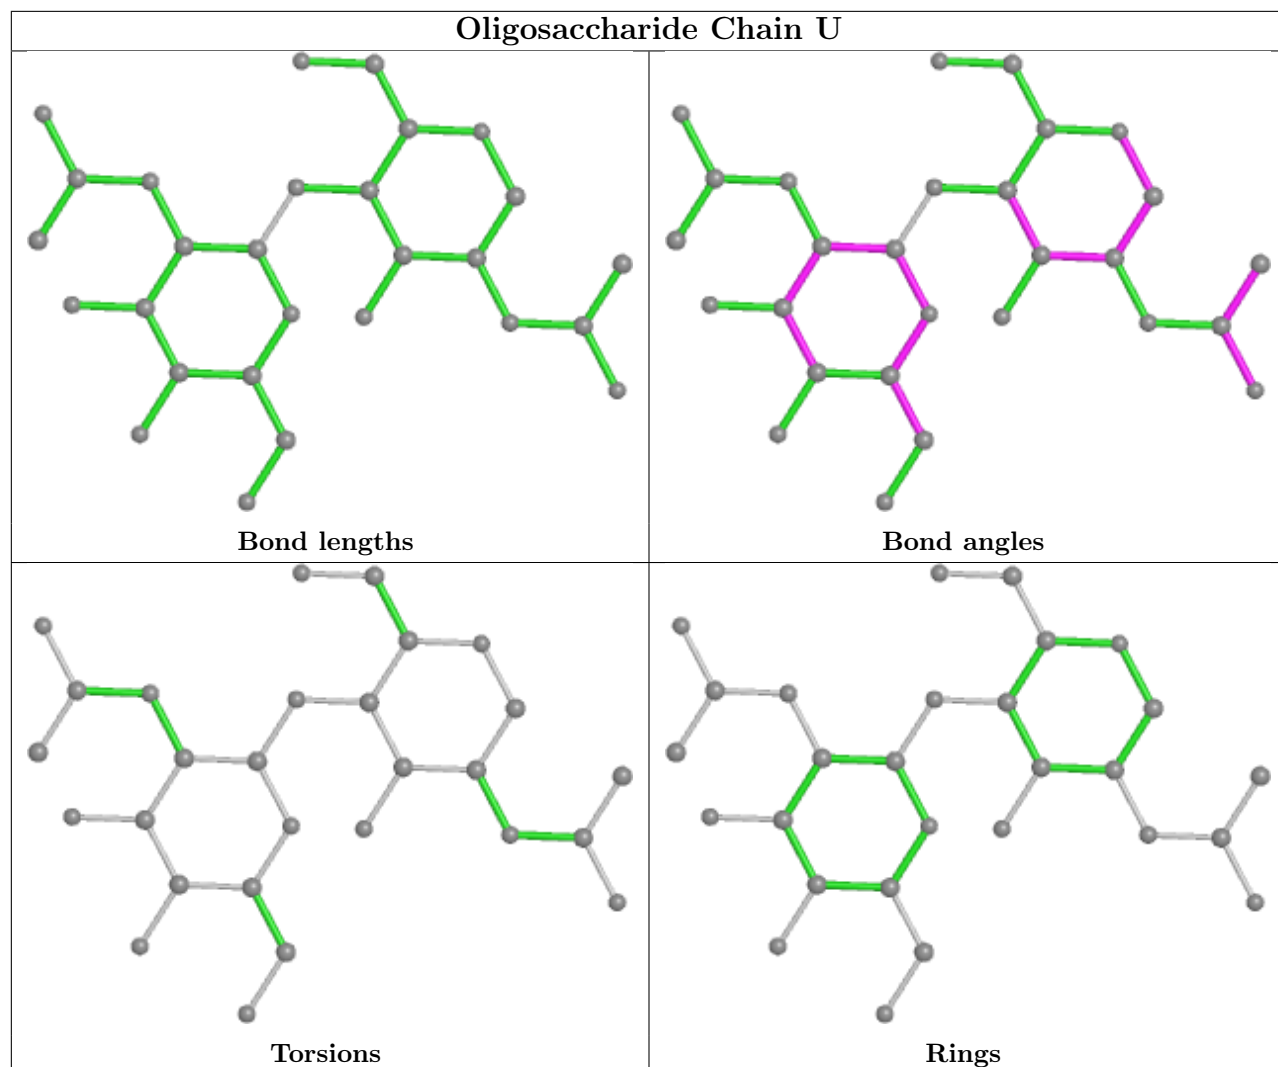 Oligosaccharide Chain U
Bond lengths
Bond angles
Torsions
Rings